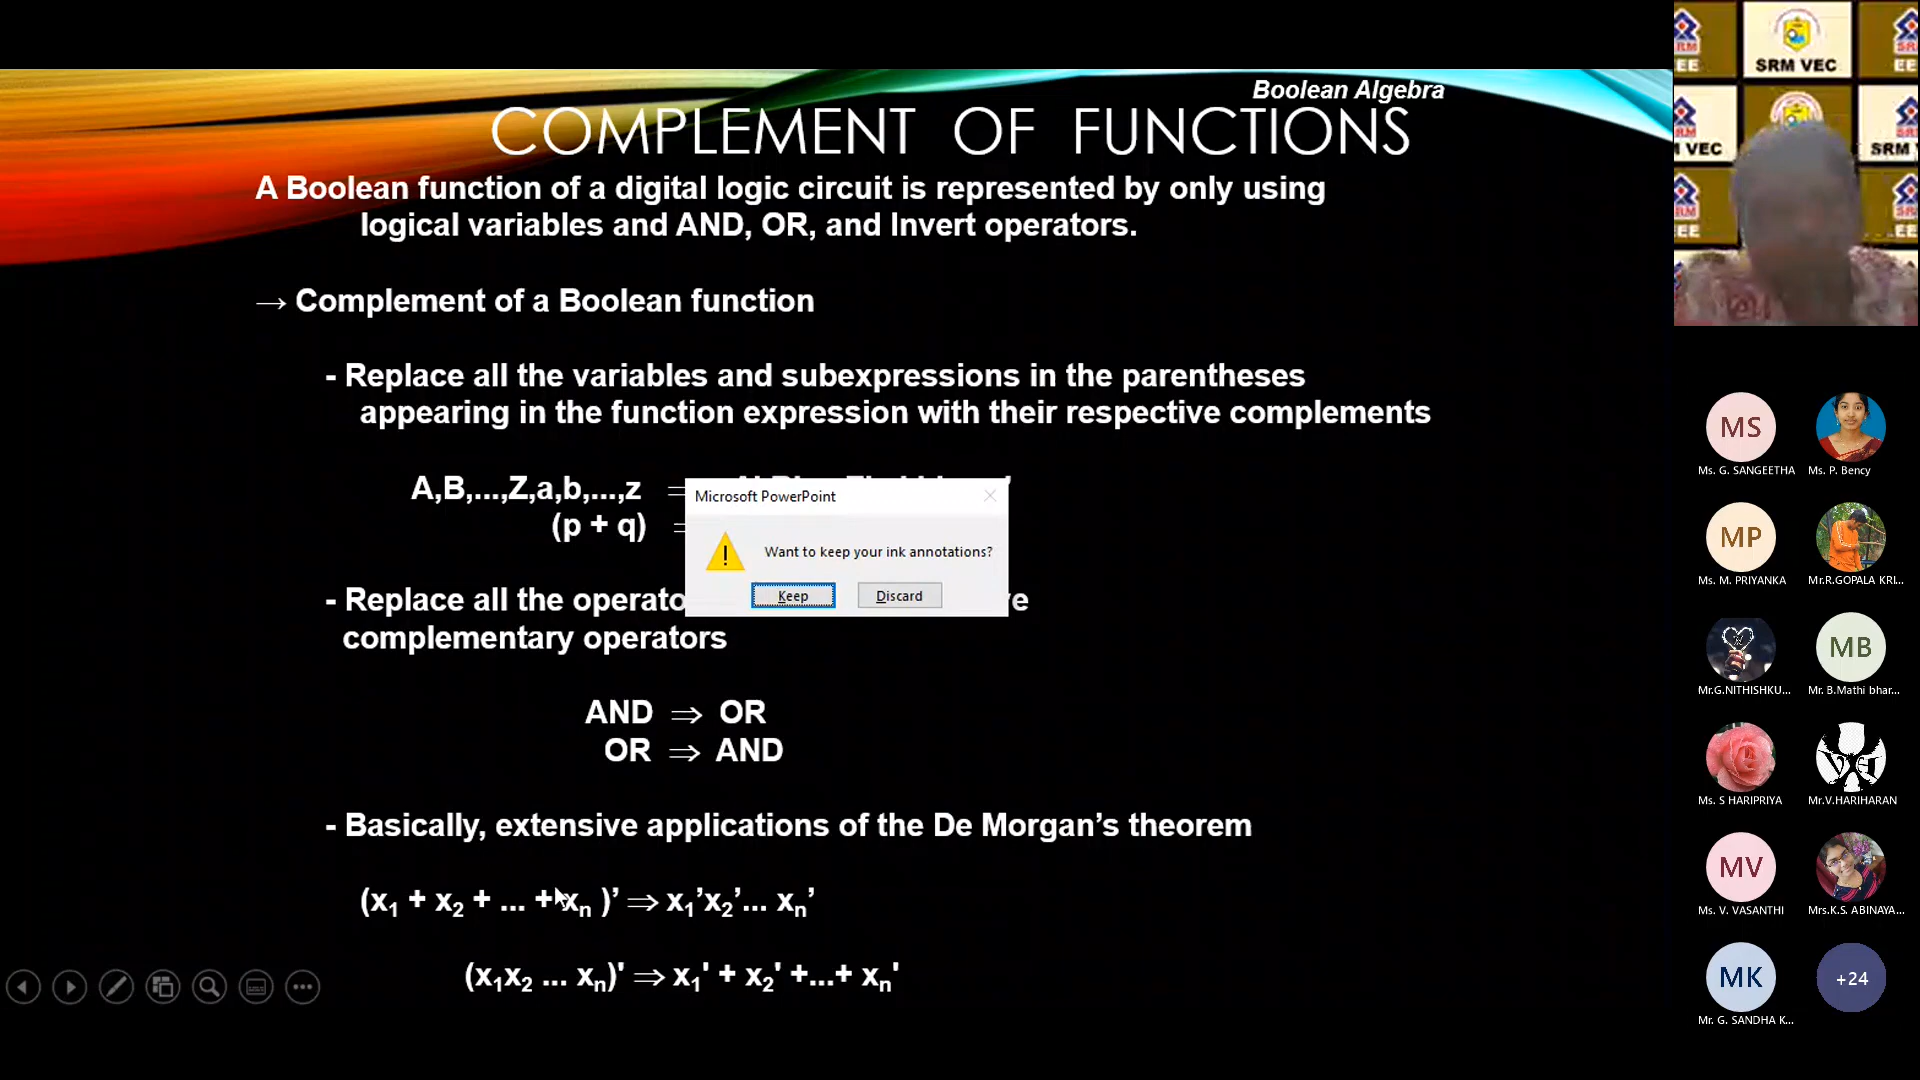 Boolean Algebra
COMPLEMENT OF FUNCTIONS
A Boolean function of a digital logic circuit is represented by only using
logical variables and AND, OR, and Invert operators.
→ Complement of a Boolean function
- Replace all the variables and subexpressions in the parentheses
appearing in the function expression with their respective complements
A,B,...,Z,a,b,...,z ⇒
(p + q) ⇒
Microsoft PowerPoint
Want to keep your ink annotations?
Keep Discard
- Replace all the
complementary operators
AND ⇒ OR
OR ⇒ AND
- Basically, extensive applications of the De Morgan’s theorem
(x1 + x2 + ... + xn )’ ⇒ x1’x2’... xn’
(x1x2 ... xn)' ⇒ x1' + x2' +...+ xn'
SRM VEC
EEE
SRM
VEC
SRM
EEE
MS
Ms. G. SANGEETHA Ms. P. Bency
MP
Ms. M. PRIYANKA Mr.R.GOPALA KRI...
MB
Mr.G.NITHISHKU... Mr. B.Mathi bhar...
Ms. S HARIPRIYA Mr.V.HARIHARAN
MV
Ms. V. VASANTHI Mrs.K.S. ABINAYA...
MK +24
Mr. G. SANDHA K...